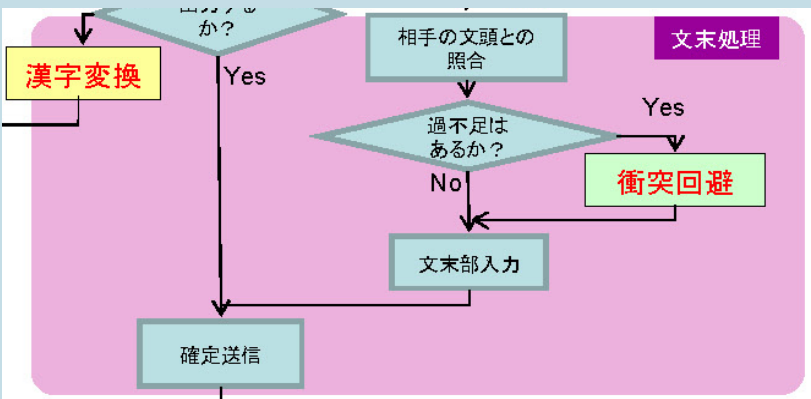 か？
相手の文頭との
照合
文末処理
漢字変換
Yes
過不足は
あるか？
Yes
No
衝突回避
文末部入力
確定送信